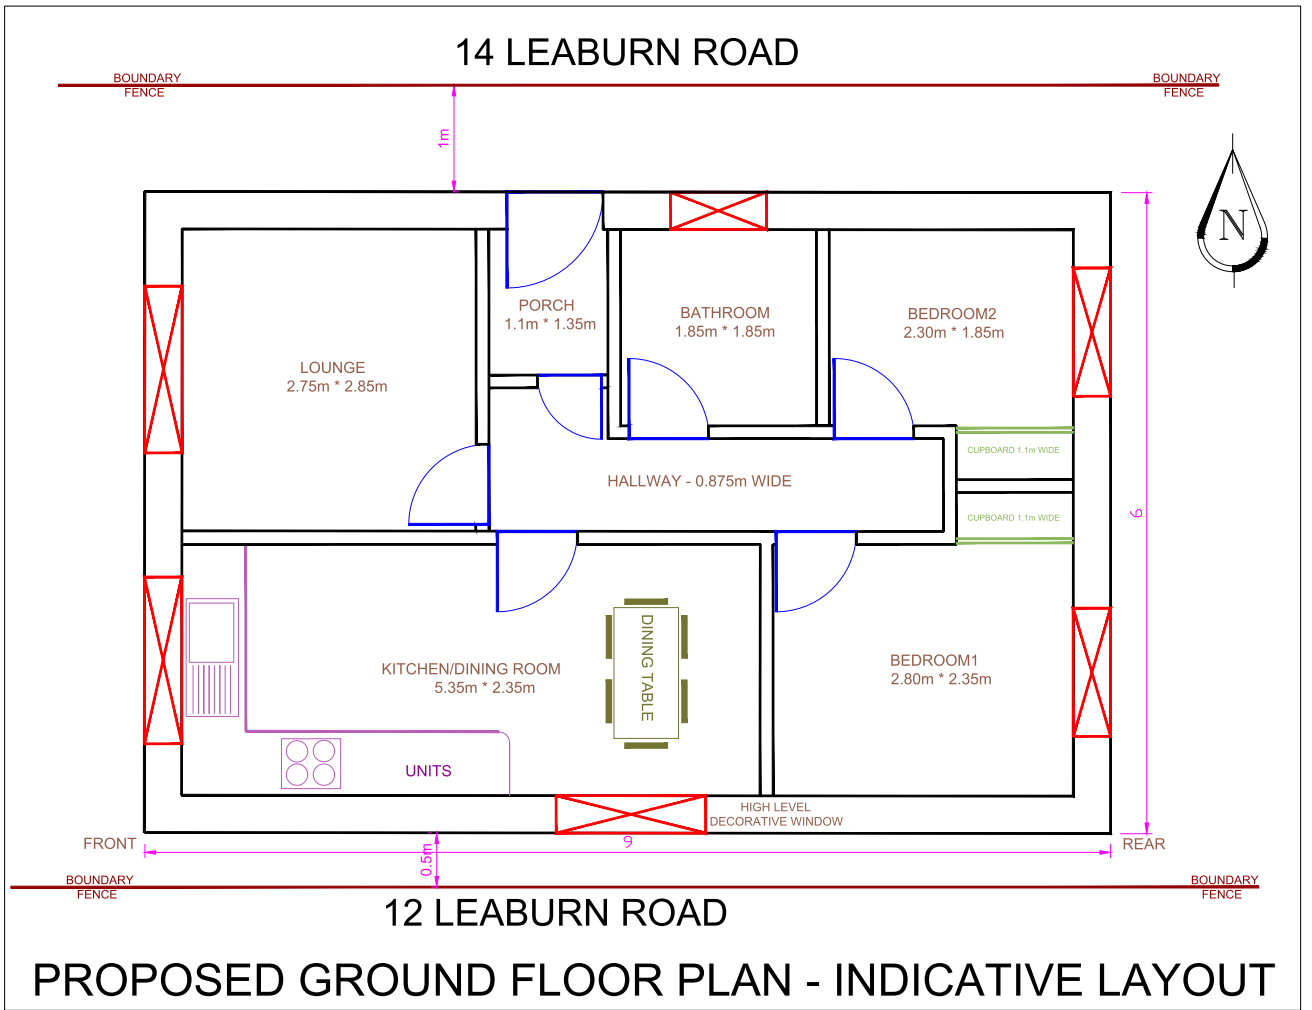 14 LEABURN ROAD
BOUNDARY
FENCE
BOUNDARY
FENCE
1m
N
PORCH
1.1m * 1.35m
BATHROOM
1.85m * 1.85m
BEDROOM2
2.30m * 1.85m
LOUNGE
2.75m * 2.85m
CUPBOARD 1.1m WIDE
HALLWAY - 0.875m WIDE
CUPBOARD 1.1m WIDE
6
DINING TABLE
KITCHEN/DINING ROOM
5.35m * 2.35m
BEDROOM1
2.80m * 2.35m
UNITS
HIGH LEVEL
DECORATIVE WINDOW
FRONT
9
REAR
0.5m
BOUNDARY
FENCE
BOUNDARY
FENCE
12 LEABURN ROAD
PROPOSED GROUND FLOOR PLAN - INDICATIVE LAYOUT